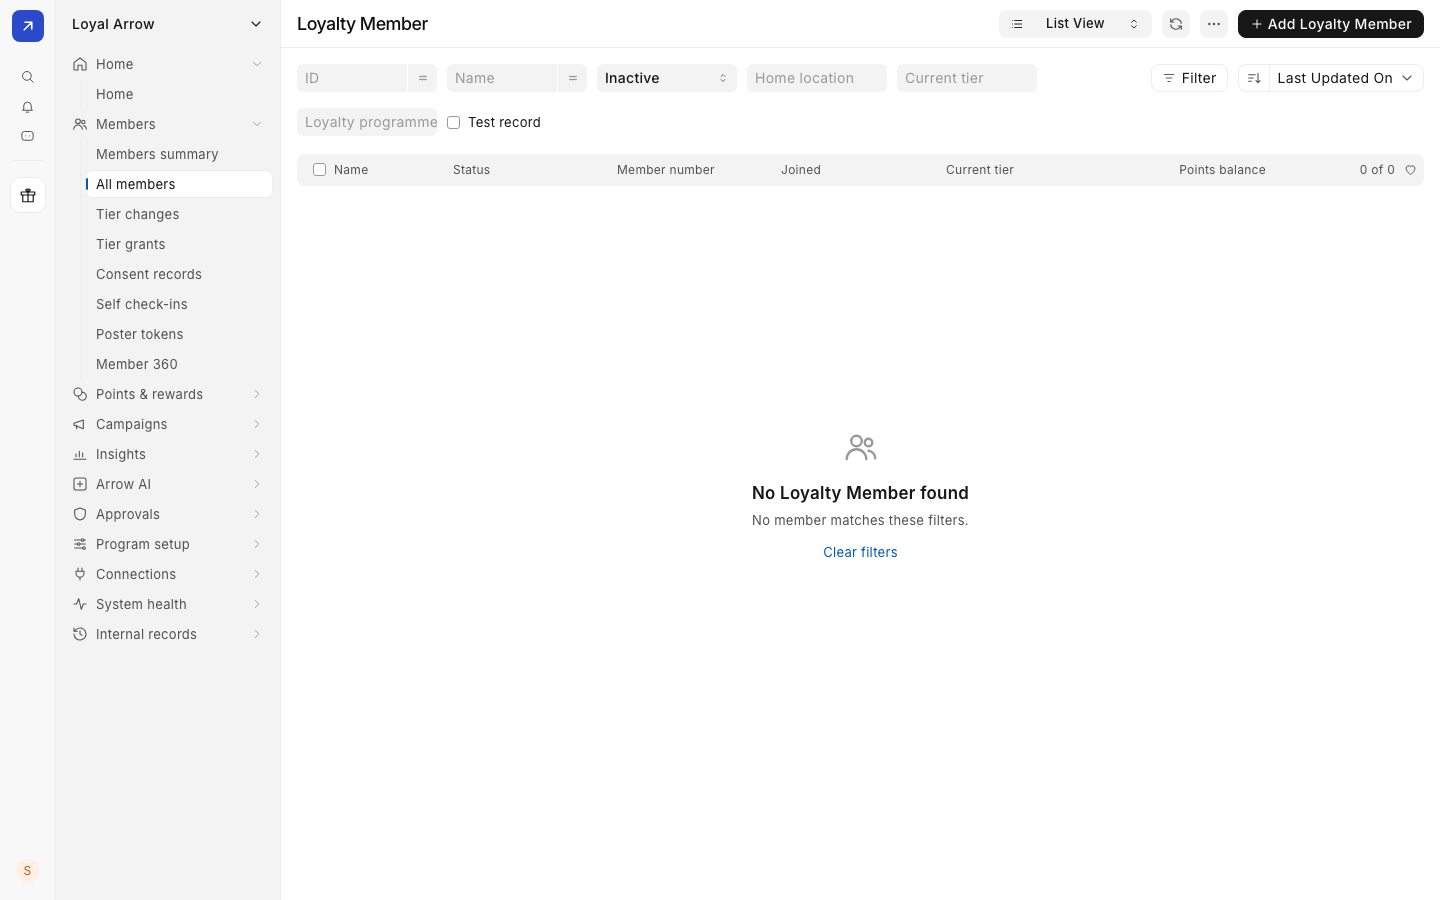 Loyal Arrow
Home
Home
Members
Members summary
All members
Tier changes
Tier grants
Consent records
Self check-ins
Poster tokens
Member 360
Points & rewards
Campaigns
Insights
Arrow AI
Approvals
Program setup
Connections
System health
Internal records
S
Loyalty Member
List View
Add Loyalty Member
ID =
Name =
Inactive
Home location
Current tier
Filter
Last Updated On
Loyalty programme
Test record
Name Status Member number Joined Current tier Points balance 0 of 0
No Loyalty Member found
No member matches these filters.
Clear filters